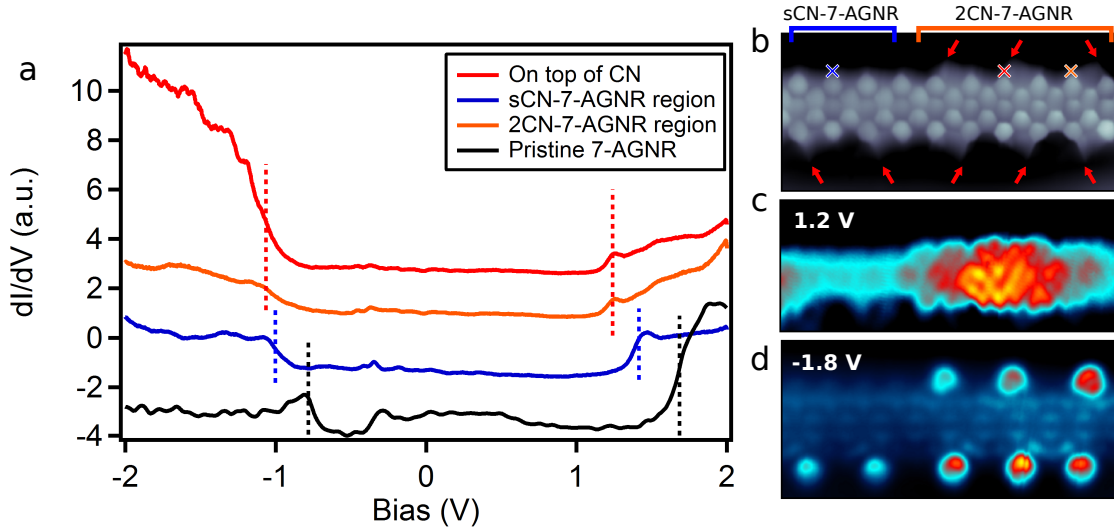 a
dI/dV (a.u.)
10
8
6
4
2
0
-2
-4
On top of CN
sCN-7-AGNR region
2CN-7-AGNR region
Pristine 7-AGNR
-2
-1
0
1
2
Bias (V)
sCN-7-AGNR
2CN-7-AGNR
b
c
1.2 V
d
-1.8 V